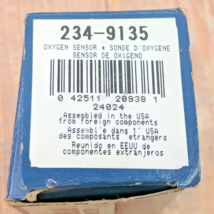 234-9135
OXYGEN SENSOR * SONDE D'OXYGENE
SENSOR DE OXIGENO
0 42511 20938 1
24024
Assembled in the USA
from foreign components
Assemblé dans l' USA
des composants étrangers
Reunido en EEUU de
componentes extranjeros